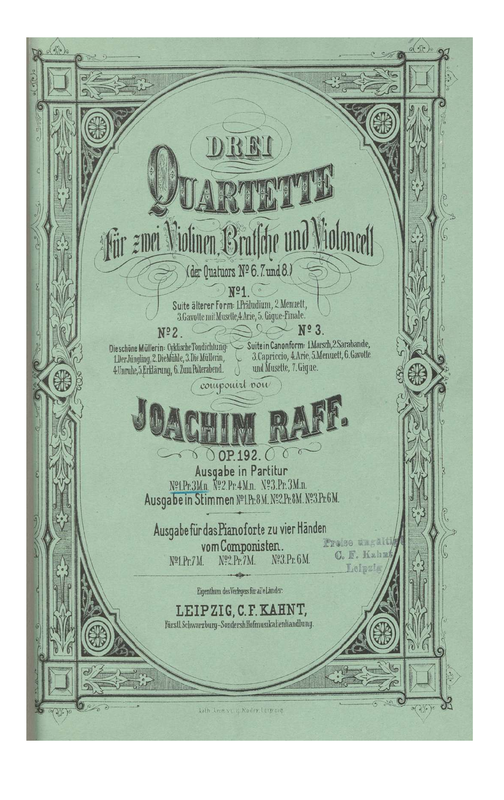 DREI
QUARTETTE
Für zwei Violinen, Bratsche und Violoncell
(der Quatuors No 6. 7. und 8.)
No 1.
Suite älterer Form: 1. Präludium, 2. Menuett,
3. Gavotte mit Musette, 4. Arie, 5. Gigue-Finale.
No 2.
Die schöne Müllerin: Cyklische Tondichtung
1. Der Jüngling. 2. Die Mühle, 3. Die Müllerin,
4. Unruhe, 5. Erklärung, 6. Zum Polterabend.
No 3.
Suite in Canonform: 1. Marsch, 2. Sarabande,
3. Capriccio, 4. Arie, 5. Menuett, 6. Gavotte
und Musette, 7. Gigue.
componirt von
JOACHIM RAFF.
OP. 192.
Ausgabe in Partitur
No 1. Pr. 3 M. n. No 2 Pr. 4 M. n. No 3. Pr. 3 M. n.
Ausgabe in Stimmen No 1. Pr. 8 M. No 2. Pr. 8 M. No 3. Pr. 6 M.
Ausgabe für das Pianoforte zu vier Händen
vom Componisten.
No 1. Pr. 7 M. No 2. Pr. 7 M. No 3. Pr. 6 M.
Preise ungültig
C. F. Kahnt
Leipzig
Eigenthum des Verlegers für alle Länder
LEIPZIG, C. F. KAHNT,
Fürstl. Schwarzburg-Sondersh. Hofmusikalienhandlung.